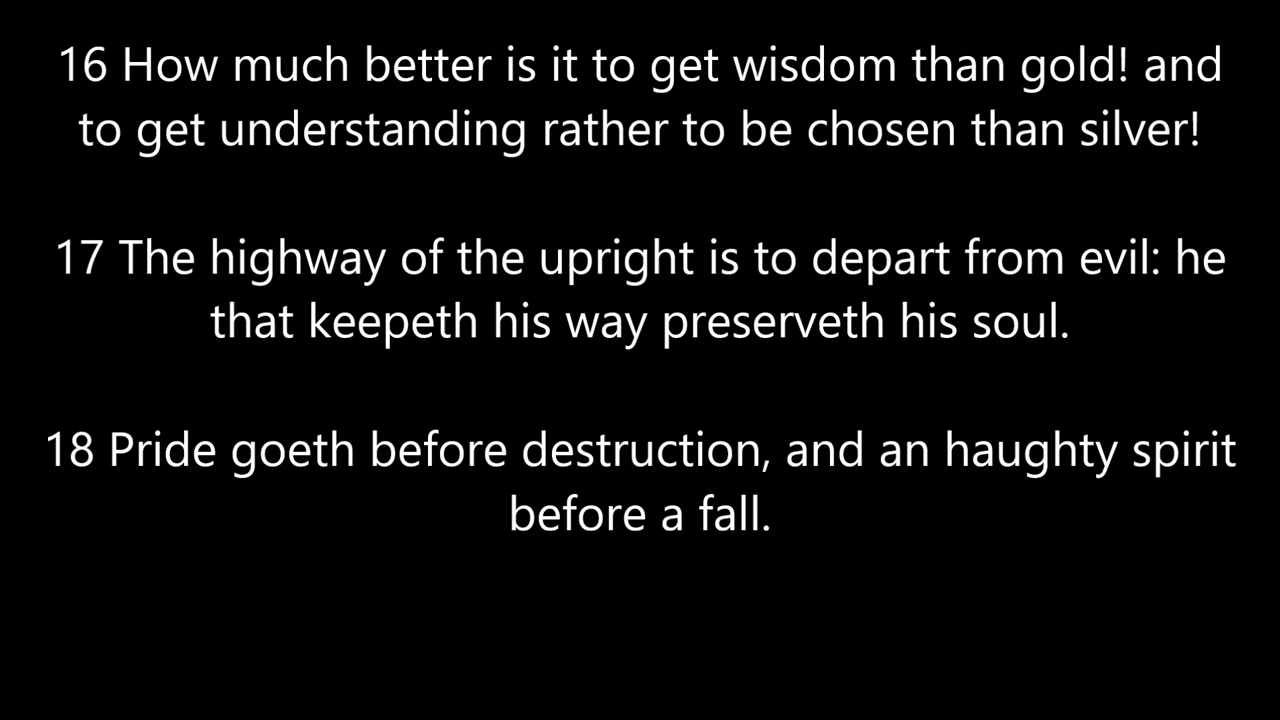 16 How much better is it to get wisdom than gold! and
to get understanding rather to be chosen than silver!
17 The highway of the upright is to depart from evil: he
that keepeth his way preserveth his soul.
18 Pride goeth before destruction, and an haughty spirit
before a fall.